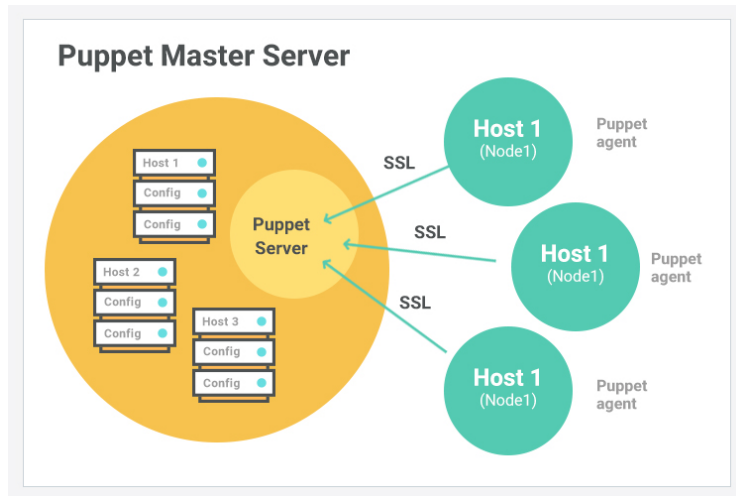 Puppet Master Server
Host 1
Config
Config
Host 2
Config
Config
Host 3
Config
Config
Puppet
Server
SSL
SSL
SSL
Host 1
(Node1)
Puppet
agent
Host 1
(Node1)
Puppet
agent
Host 1
(Node1)
Puppet
agent